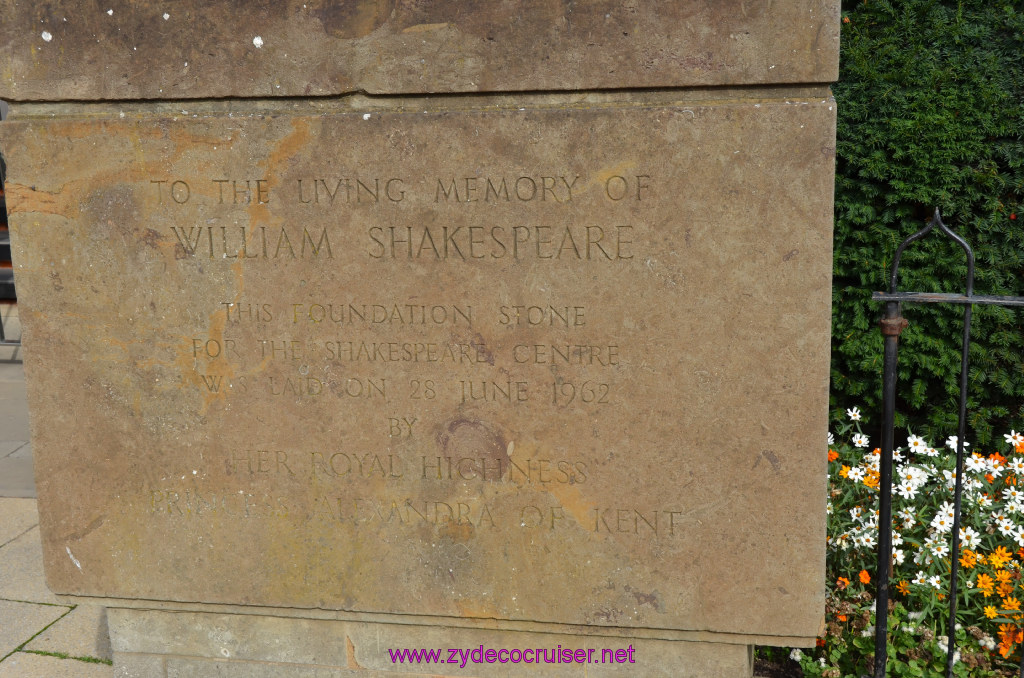 TO THE LIVING MEMORY OF
WILLIAM SHAKESPEARE
THIS FOUNDATION STONE
FOR THE SHAKESPEARE CENTRE
WAS LAID ON 28 JUNE 1962
BY
HER ROYAL HIGHNESS
PRINCESS ALEXANDRA OF KENT
www.zydecocruiser.net